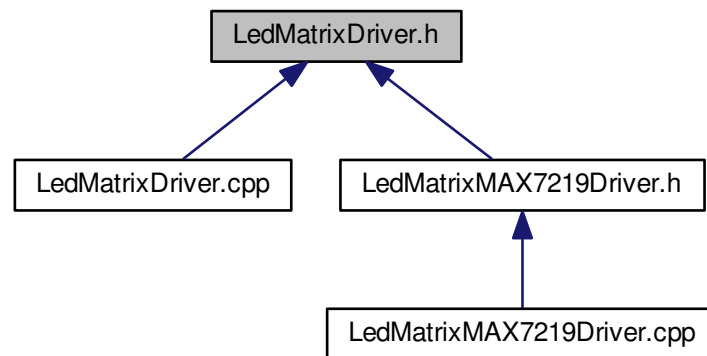 LedMatrixDriver.h
LedMatrixDriver.cpp
LedMatrixMAX7219Driver.h
LedMatrixMAX7219Driver.cpp